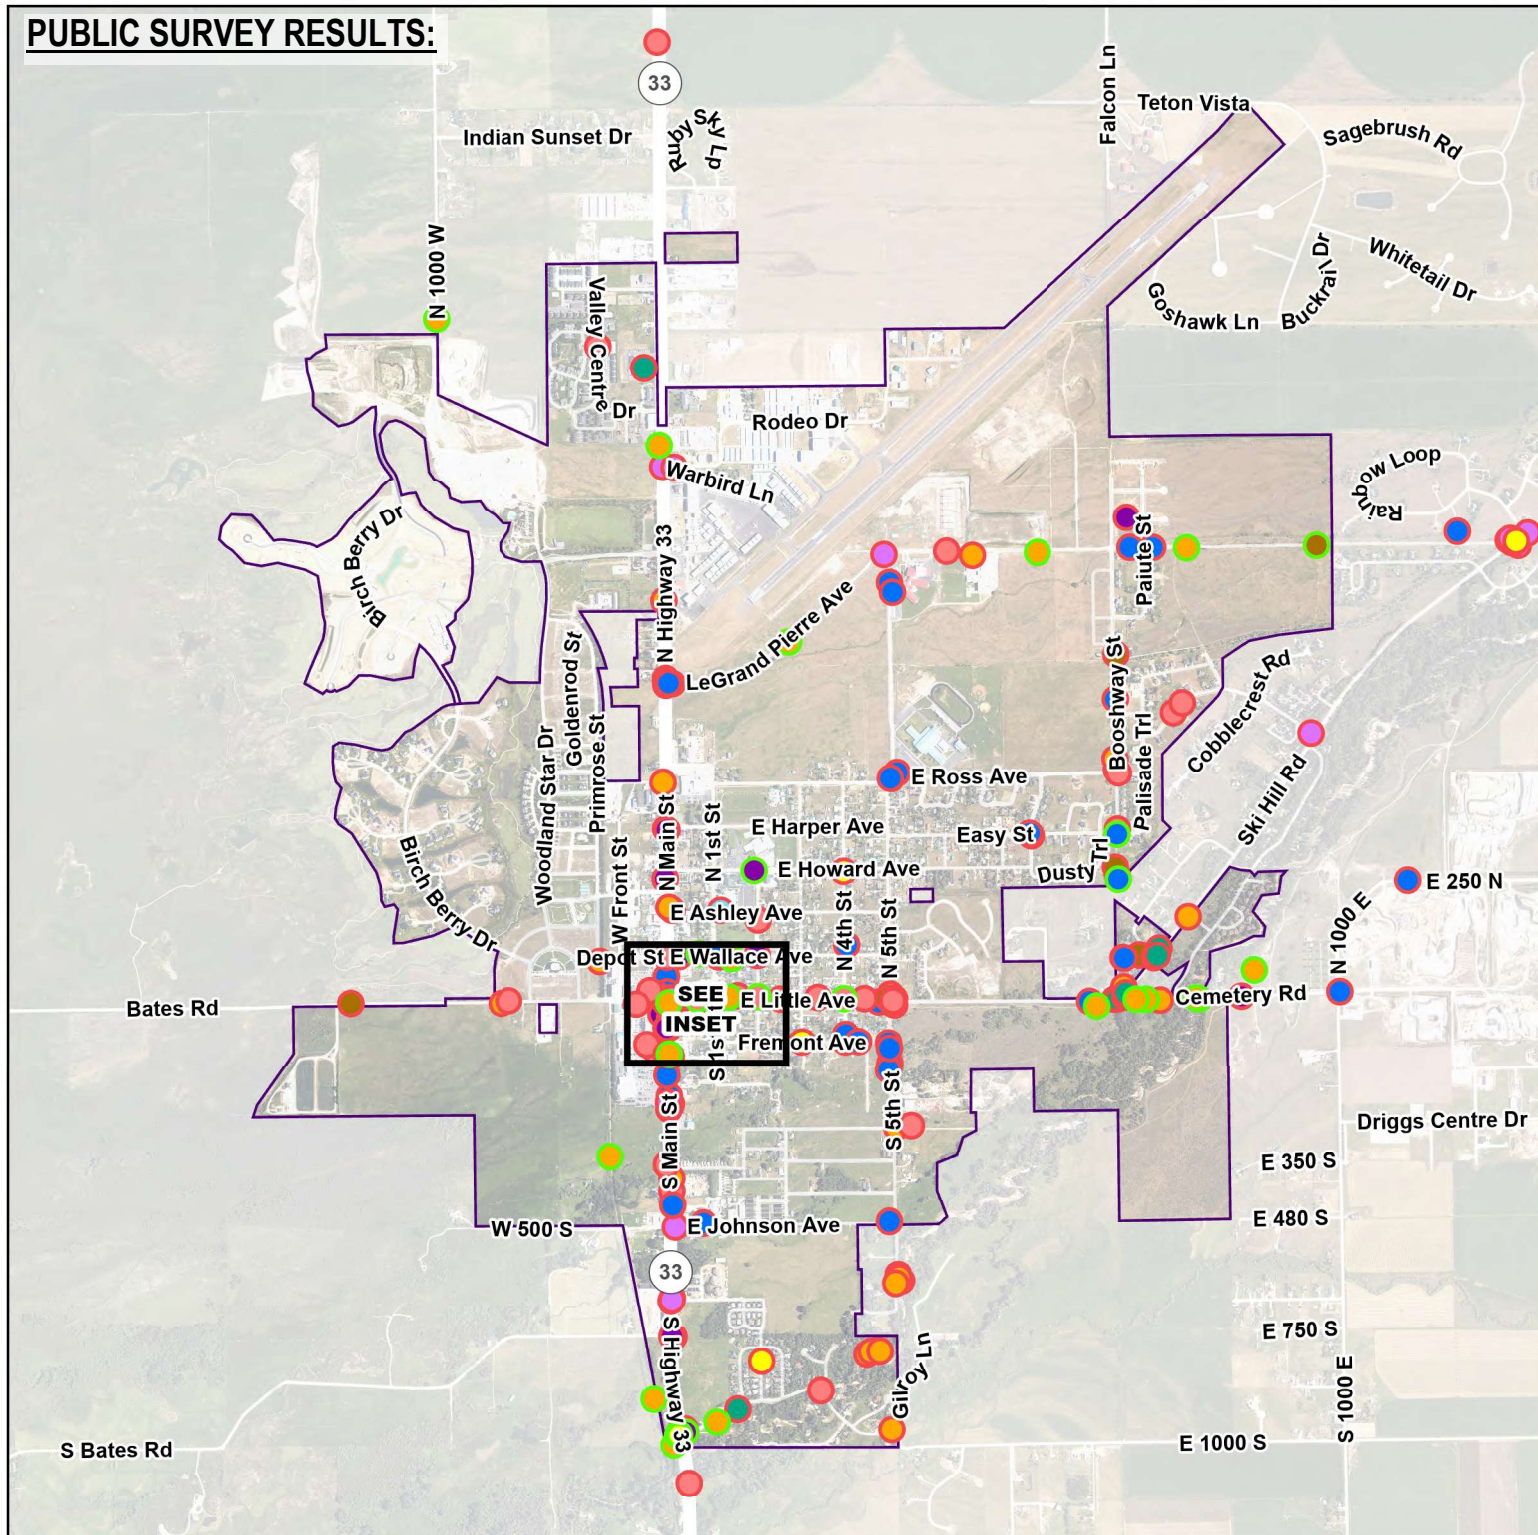 PUBLIC SURVEY RESULTS:
33
Falcon Ln
Teton Vista
Indian Sunset Dr
Ruby Sky Lp
Sagebrush Rd
N 1000 W
Valley Centre Dr
Goshawk Ln
Buckrail Dr
Whitetail Dr
Rodeo Dr
Warbird Ln
Rainbow Loop
Birch Berry Dr
N Highway 33
Paiute St
LeGrand Pierre Ave
Goldenrod St
Primrose St
Woodland Star Dr
Booshway St
Palisade Trl
Cobblecrest Rd
Ski Hill Rd
E Ross Ave
N Main St
N 1st St
E Harper Ave
Easy St
W Front St
E Howard Ave
Dusty Trl
E 250 N
Birch Berry Dr
E Ashley Ave
N 4th St
N 5th St
N 1000 E
Depot St
E Wallace Ave
SEE
INSET
E Little Ave
Cemetery Rd
Bates Rd
S 1s
Fremont Ave
S Main St
S 5th St
Driggs Centre Dr
E 350 S
W 500 S
E Johnson Ave
E 480 S
33
S Highway 33
E 750 S
Gilroy Ln
S 1000 E
S Bates Rd
E 1000 S